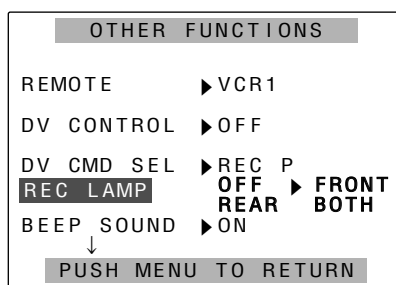 OTHER FUNCTIONS
REMOTE ▶VCR1
DV CONTROL ▶OFF
DV CMD SEL ▶REC P
REC LAMP OFF ▶ FRONT
REAR BOTH
BEEP SOUND ▶ON
↓
PUSH MENU TO RETURN